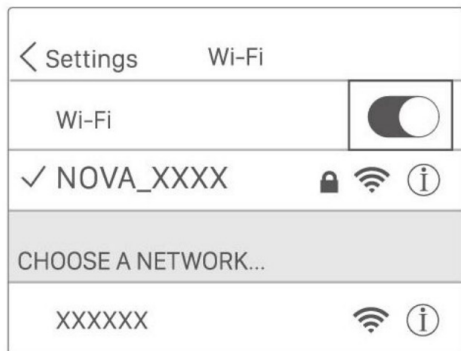 Settings Wi-Fi
Wi-Fi
NOVA_XXXX
CHOOSE A NETWORK...
XXXXXX